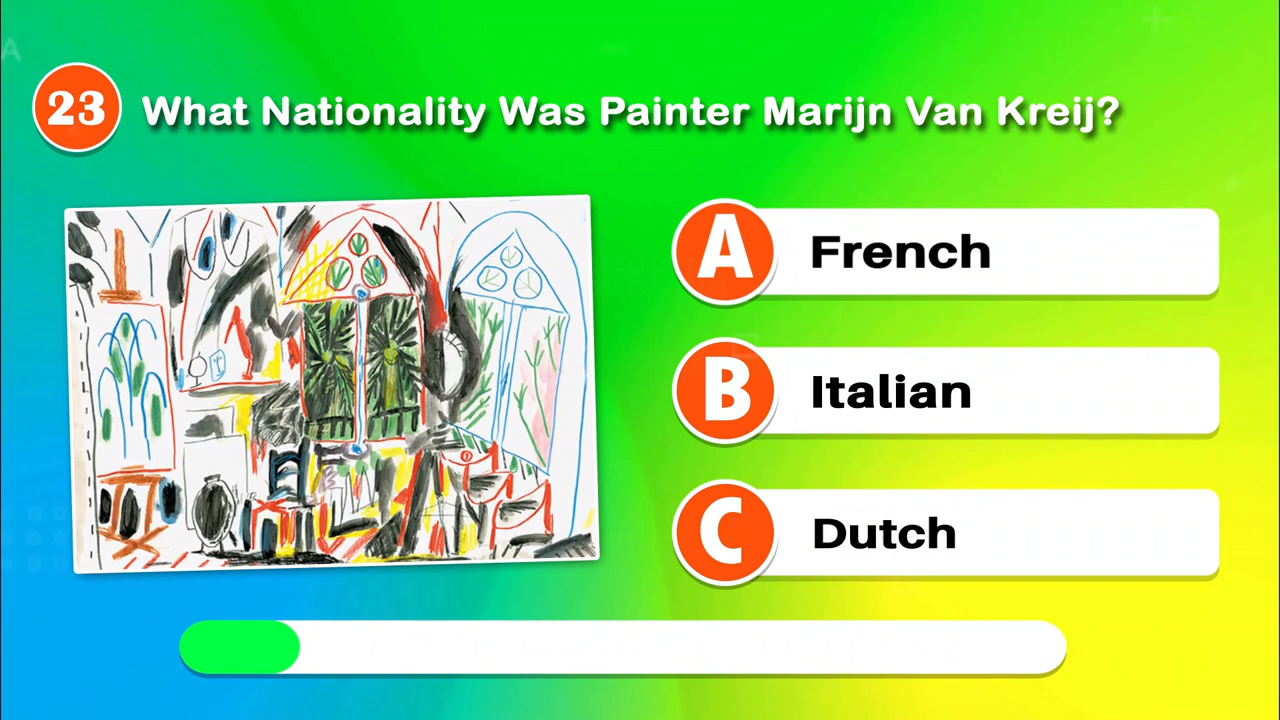 23 What Nationality Was Painter Marijn Van Kreij?
A French
B Italian
C Dutch